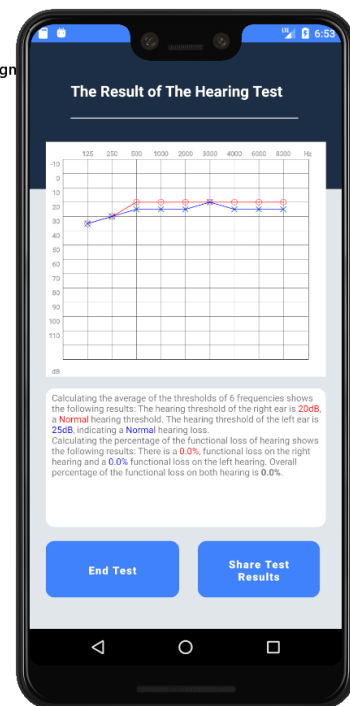 gn
LTE 6:53
The Result of The Hearing Test
125 250 500 1000 2000 3000 4000 6000 8000 Hz
-10
0
10
20
30
40
50
60
70
80
90
100
110
dB
Calculating the average of the thresholds of 6 frequencies shows
the following results: The hearing threshold of the right ear is 20dB,
a Normal hearing threshold. The hearing threshold of the left ear is
25dB, indicating a Normal hearing loss.
Calculating the percentage of the functional loss of hearing shows
the following results: There is a 0.0%, functional loss on the right
hearing and a 0.0% functional loss on the left hearing. Overall
percentage of the functional loss on both hearing is 0.0%.
End Test
Share Test
Results